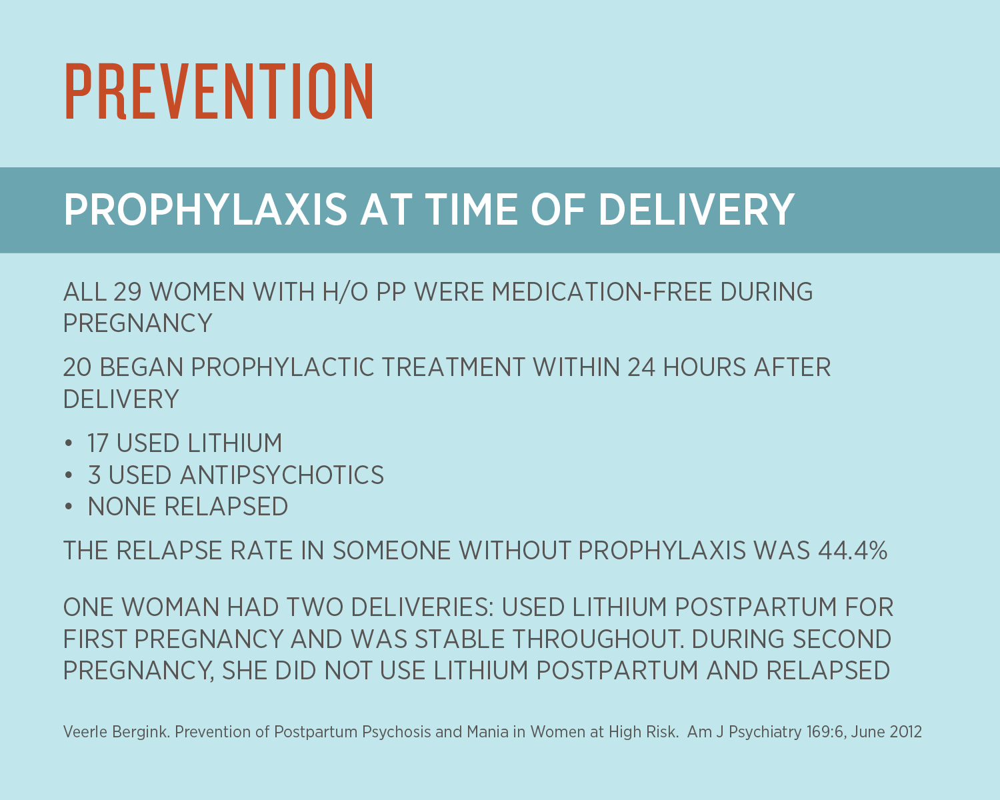 PREVENTION
PROPHYLAXIS AT TIME OF DELIVERY
ALL 29 WOMEN WITH H/O PP WERE MEDICATION-FREE DURING
PREGNANCY
20 BEGAN PROPHYLACTIC TREATMENT WITHIN 24 HOURS AFTER
DELIVERY
• 17 USED LITHIUM
• 3 USED ANTIPSYCHOTICS
• NONE RELAPSED
THE RELAPSE RATE IN SOMEONE WITHOUT PROPHYLAXIS WAS 44.4%
ONE WOMAN HAD TWO DELIVERIES: USED LITHIUM POSTPARTUM FOR
FIRST PREGNANCY AND WAS STABLE THROUGHOUT. DURING SECOND
PREGNANCY, SHE DID NOT USE LITHIUM POSTPARTUM AND RELAPSED
Veerle Bergink. Prevention of Postpartum Psychosis and Mania in Women at High Risk. Am J Psychiatry 169:6, June 2012